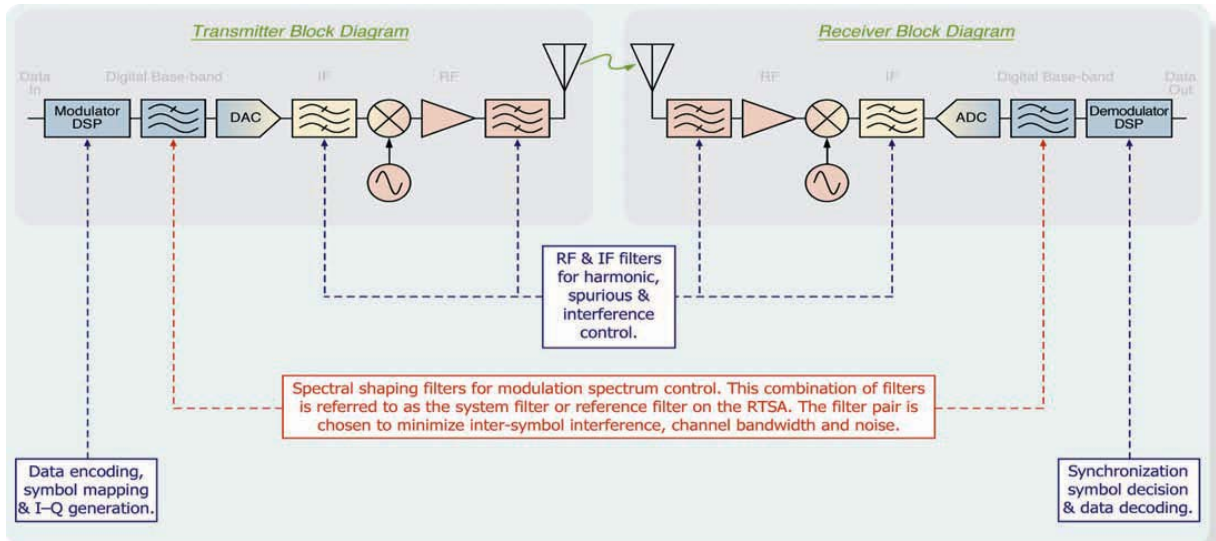 Transmitter Block Diagram
Receiver Block Diagram
Data
In
Digital Base-band
IF
RF
RF
IF
Digital Base-band
Data
Out
Modulator
DSP
DAC
ADC
Demodulator
DSP
RF & IF filters
for harmonic,
spurious &
interference
control.
Spectral shaping filters for modulation spectrum control. This combination of filters
is referred to as the system filter or reference filter on the RTSA. The filter pair is
chosen to minimize inter-symbol interference, channel bandwidth and noise.
Data encoding,
symbol mapping
& I–Q generation.
Synchronization
symbol decision
& data decoding.